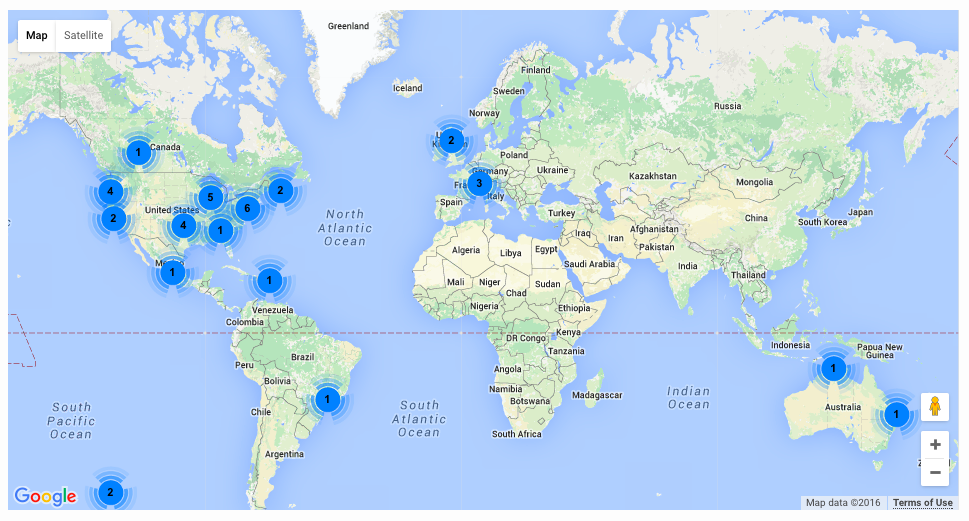 Map Satellite
Greenland
Iceland
Finland
Sweden
Norway
Russia
1 Canada
2
Poland
Germany
Ukraine
Kazakhstan
Mongolia
4
5
2
3
Italy
Spain
Turkey
China
Japan
South Korea
2
United States
6
4
1
North
Atlantic
Ocean
Iraq
Iran
Afghanistan
Pakistan
Algeria
Libya
Egypt
Saudi Arabia
India
Thailand
1
1
Mali
Niger
Chad
Sudan
Nigeria
Ethiopia
Venezuela
Colombia
DR Congo
Kenya
Tanzania
Indonesia
Papua New
Guinea
Peru
Brazil
Bolivia
Angola
Namibia
Botswana
Madagascar
Indian
Ocean
1
1
Australia
1
Chile
South
Pacific
Ocean
South
Atlantic
Ocean
South Africa
Argentina
2
+
−
Google
Map data ©2016 Terms of Use